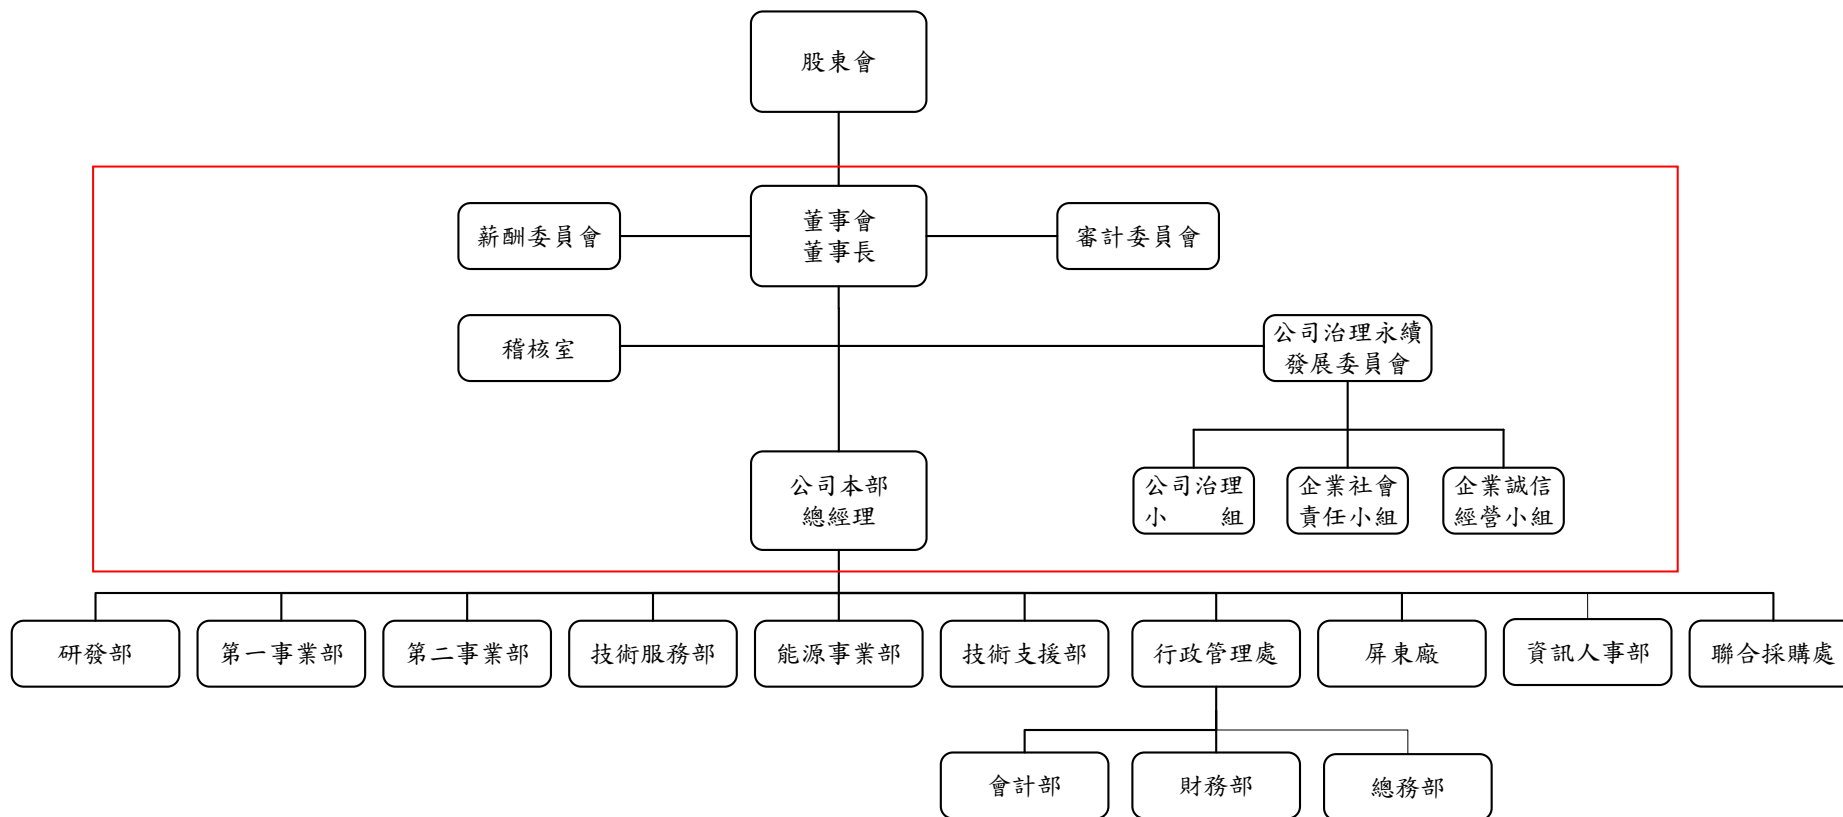 股東會
薪酬委員會
董事會
董事長
審計委員會
稽核室
公司治理永續
發展委員會
公司本部
總經理
公司治理
小　　組
企業社會
責任小組
企業誠信
經營小組
研發部
第一事業部
第二事業部
技術服務部
能源事業部
技術支援部
行政管理處
屏東廠
資訊人事部
聯合採購處
會計部
財務部
總務部